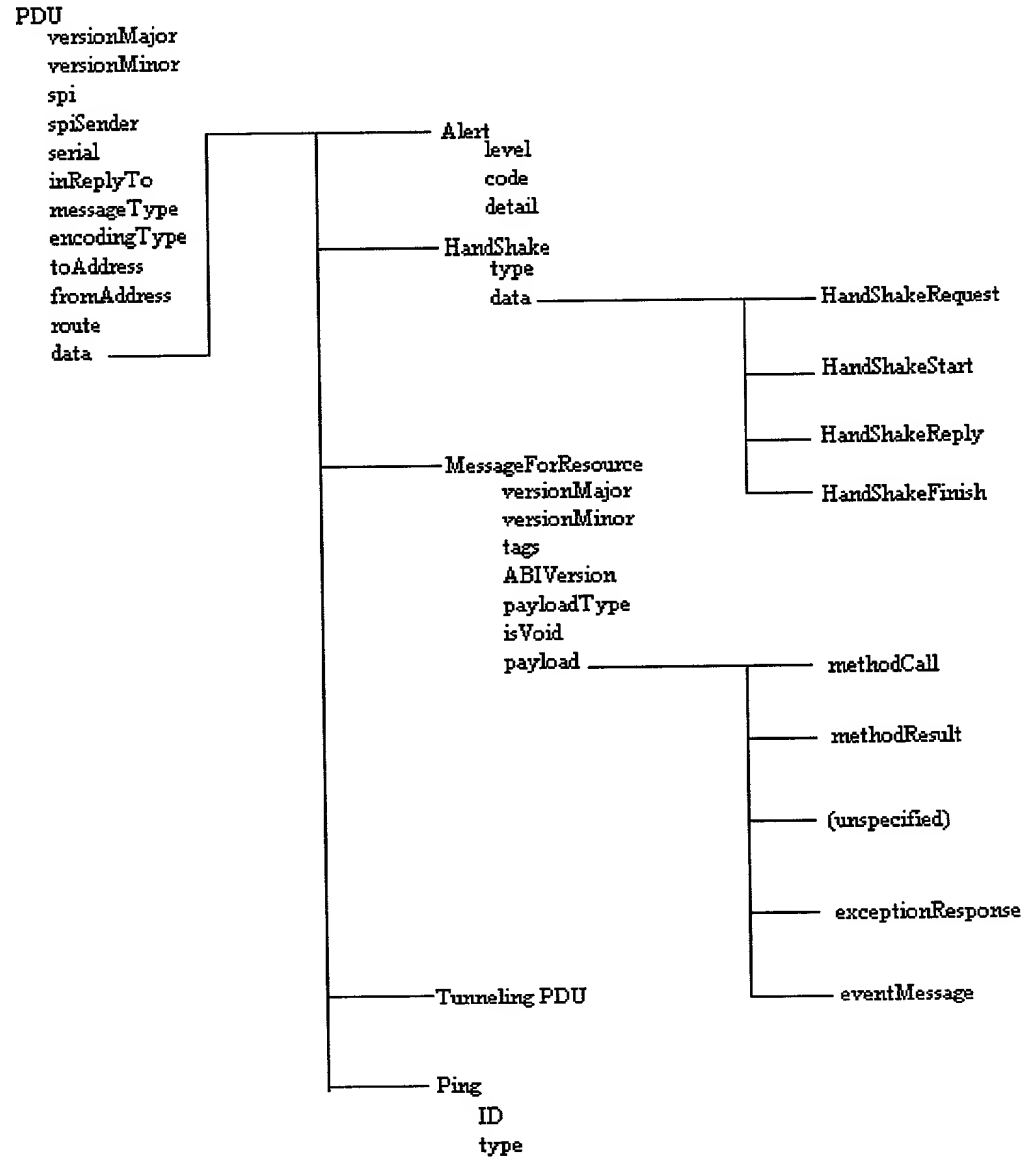 PDU
versionMajor
versionMinor
spi
spiSender
serial
inReplyTo
messageType
encodingType
toAddress
fromAddress
route
data
Alert
level
code
detail
HandShake
type
data
HandShakeRequest
HandShakeStart
HandShakeReply
HandShakeFinish
MessageForResource
versionMajor
versionMinor
tags
ABIVersion
payloadType
isVoid
payload
methodCall
methodResult
(unspecified)
exceptionResponse
eventMessage
Tunneling PDU
Ping
ID
type